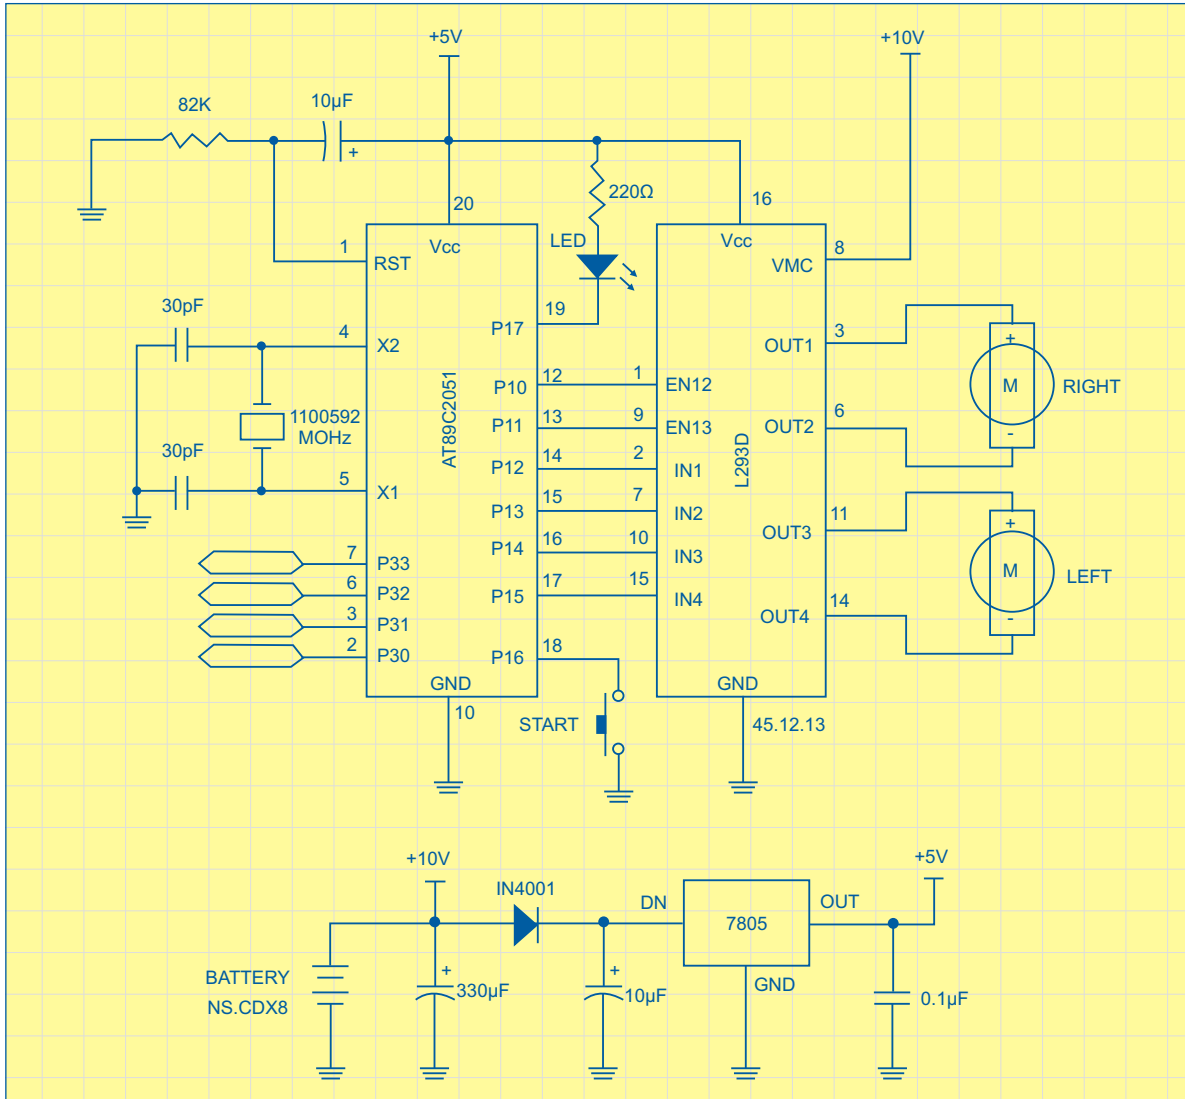 +5V
+10V
82K
10µF
+
20
220Ω
16
1
Vcc
LED
Vcc
8
RST
VMC
30pF
4
X2
19
P17
3
OUT1
+
M
RIGHT
-
AT89C2051
12
P10
1
EN12
1100592
MOHz
13
P11
9
EN13
6
OUT2
30pF
14
P12
2
IN1
L293D
5
X1
15
P13
7
IN2
11
OUT3
+
M
LEFT
-
7
P33
16
P14
10
IN3
6
P32
17
P15
15
IN4
14
OUT4
3
P31
2
P30
18
P16
GND
10
GND
START
45.12.13
+10V
+5V
IN4001
DN
7805
OUT
BATTERY
NS.CDX8
+
330µF
+
10µF
GND
0.1µF